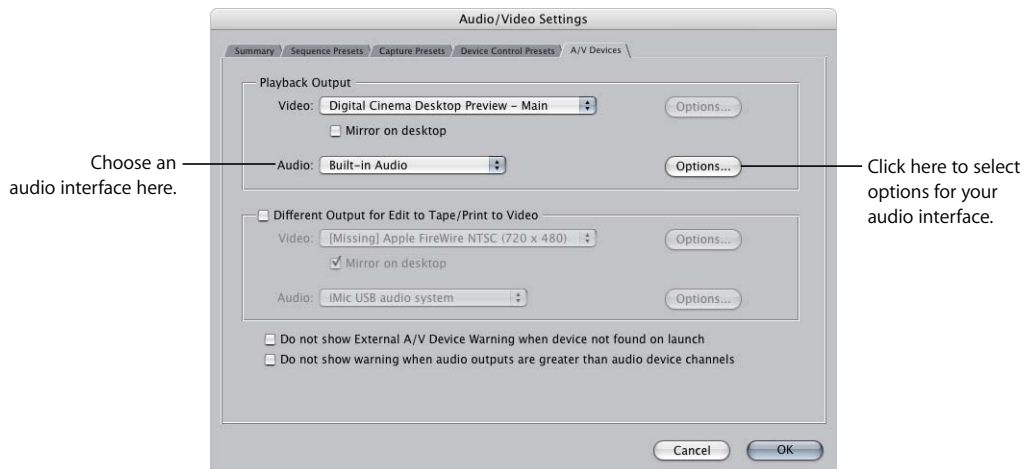 Audio/Video Settings
Summary Sequence Presets Capture Presets Device Control Presets A/V Devices
Playback Output
Video: Digital Cinema Desktop Preview – Main Options...
Mirror on desktop
Choose an
audio interface here.
Audio: Built-in Audio Options...
Click here to select
options for your
audio interface.
Different Output for Edit to Tape/Print to Video
Video: [Missing] Apple FireWire NTSC (720 x 480) Options...
Mirror on desktop
Audio: iMic USB audio system Options...
Do not show External A/V Device Warning when device not found on launch
Do not show warning when audio outputs are greater than audio device channels
Cancel OK